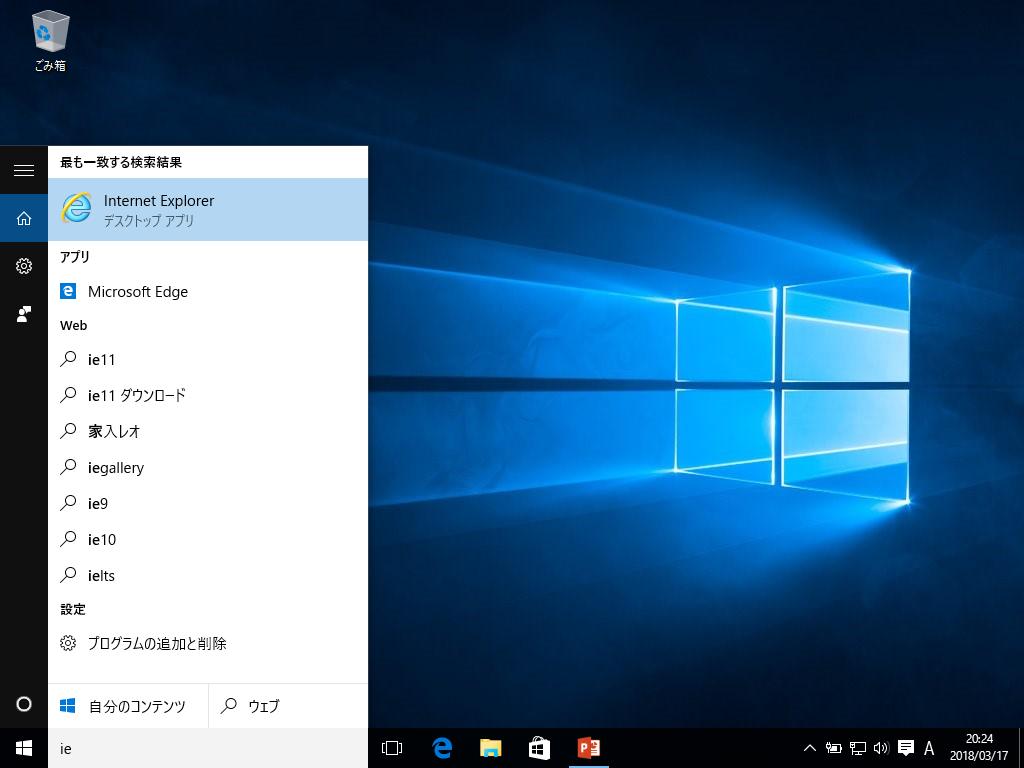 ごみ箱
最も一致する検索結果
Internet Explorer
デスクトップ アプリ
アプリ
Microsoft Edge
Web
ie11
ie11 ダウンロード
家入レオ
iegallery
ie9
ie10
ielts
設定
プログラムの追加と削除
自分のコンテンツ
ウェブ
ie
A
20:24
2018/03/17